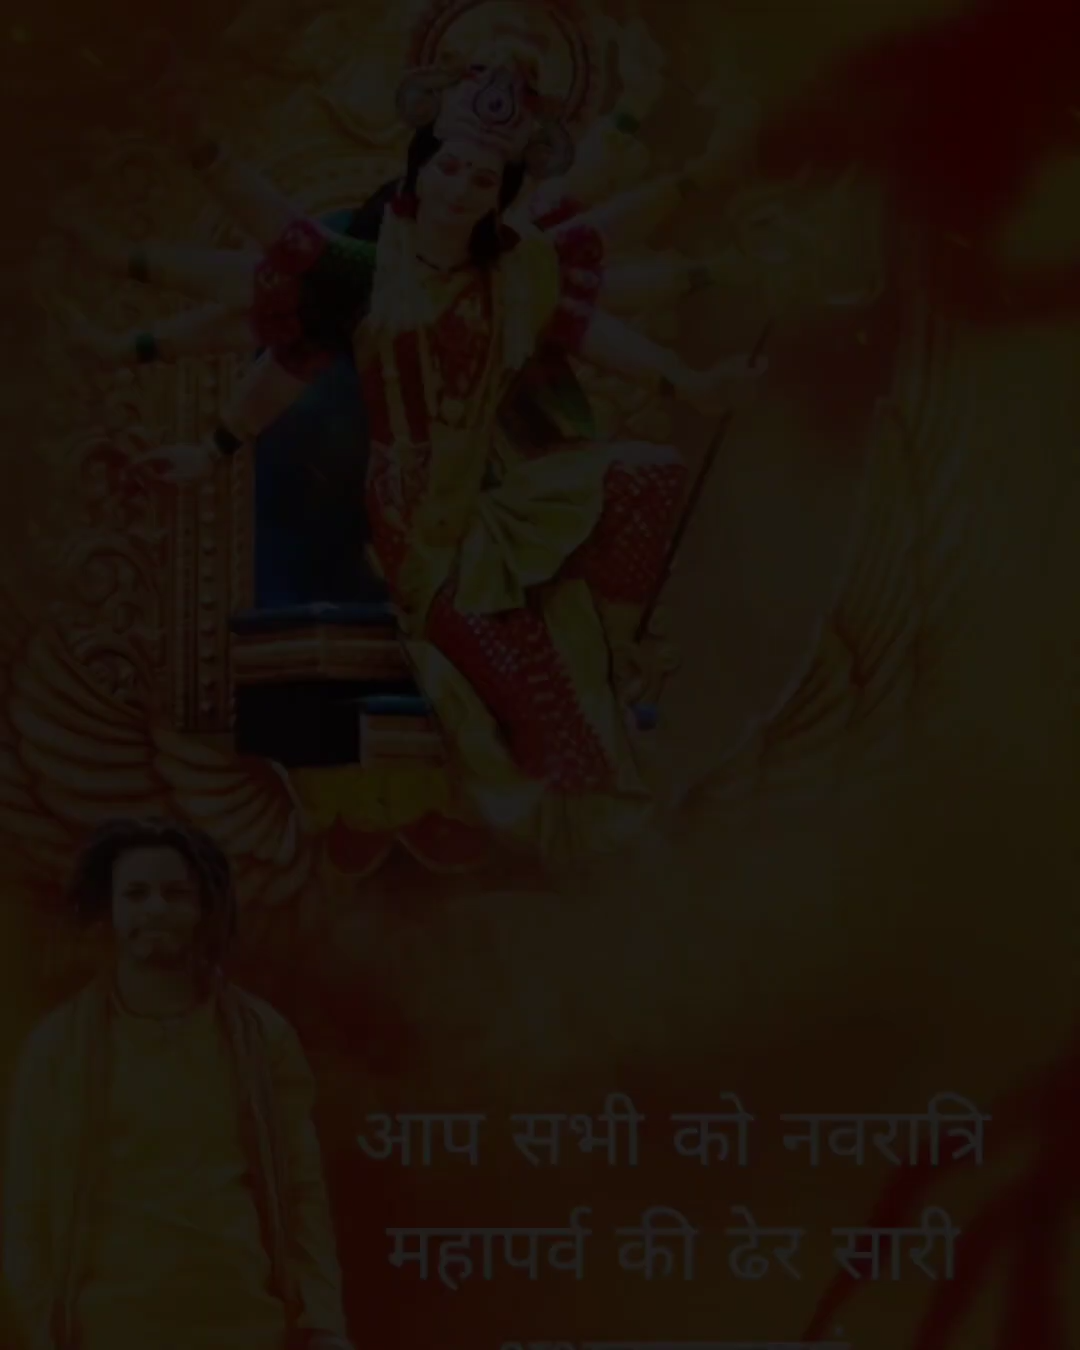 आप सभी को नवरात्रि
महापर्व की ढेर सारी